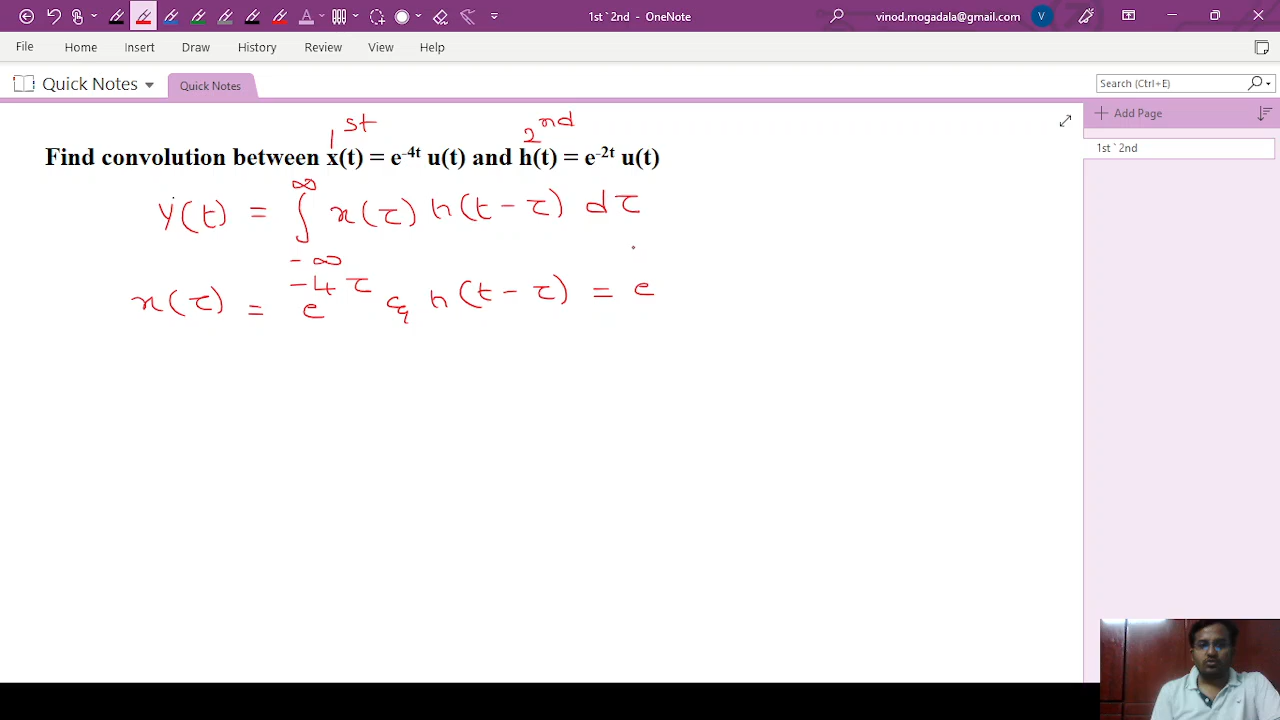 1st`2nd - OneNote
vinod.mogadala@gmail.com
V
File Home Insert Draw History Review View Help
Quick Notes
Quick Notes
Search (Ctrl+E)
Add Page
1st`2nd
1st 2nd
Find convolution between x(t) = e-4t u(t) and h(t) = e-2t u(t)
y(t) = ∫ ∞ -∞ x(τ) h(t-τ) dτ
x(τ) = e-4τ & h(t-τ) = e